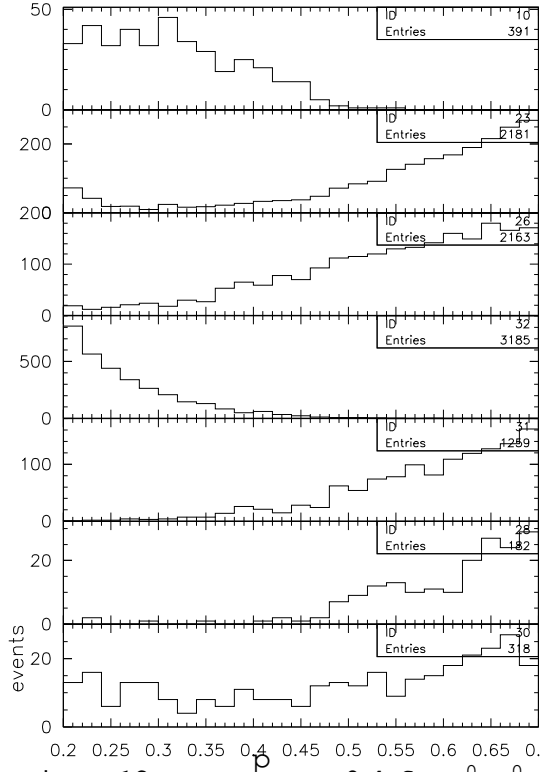 50
ID 10
Entries 391
0
ID 23
Entries 2181
200
200
ID 26
Entries 2163
100
0
ID 32
Entries 3185
500
0
ID 31
Entries 1259
100
0
ID 28
Entries 182
20
0
ID 30
Entries 318
20
0
events
0.2 0.25 0.3 0.35 0.4 0.45 0.5 0.55 0.6 0.65 0.
p